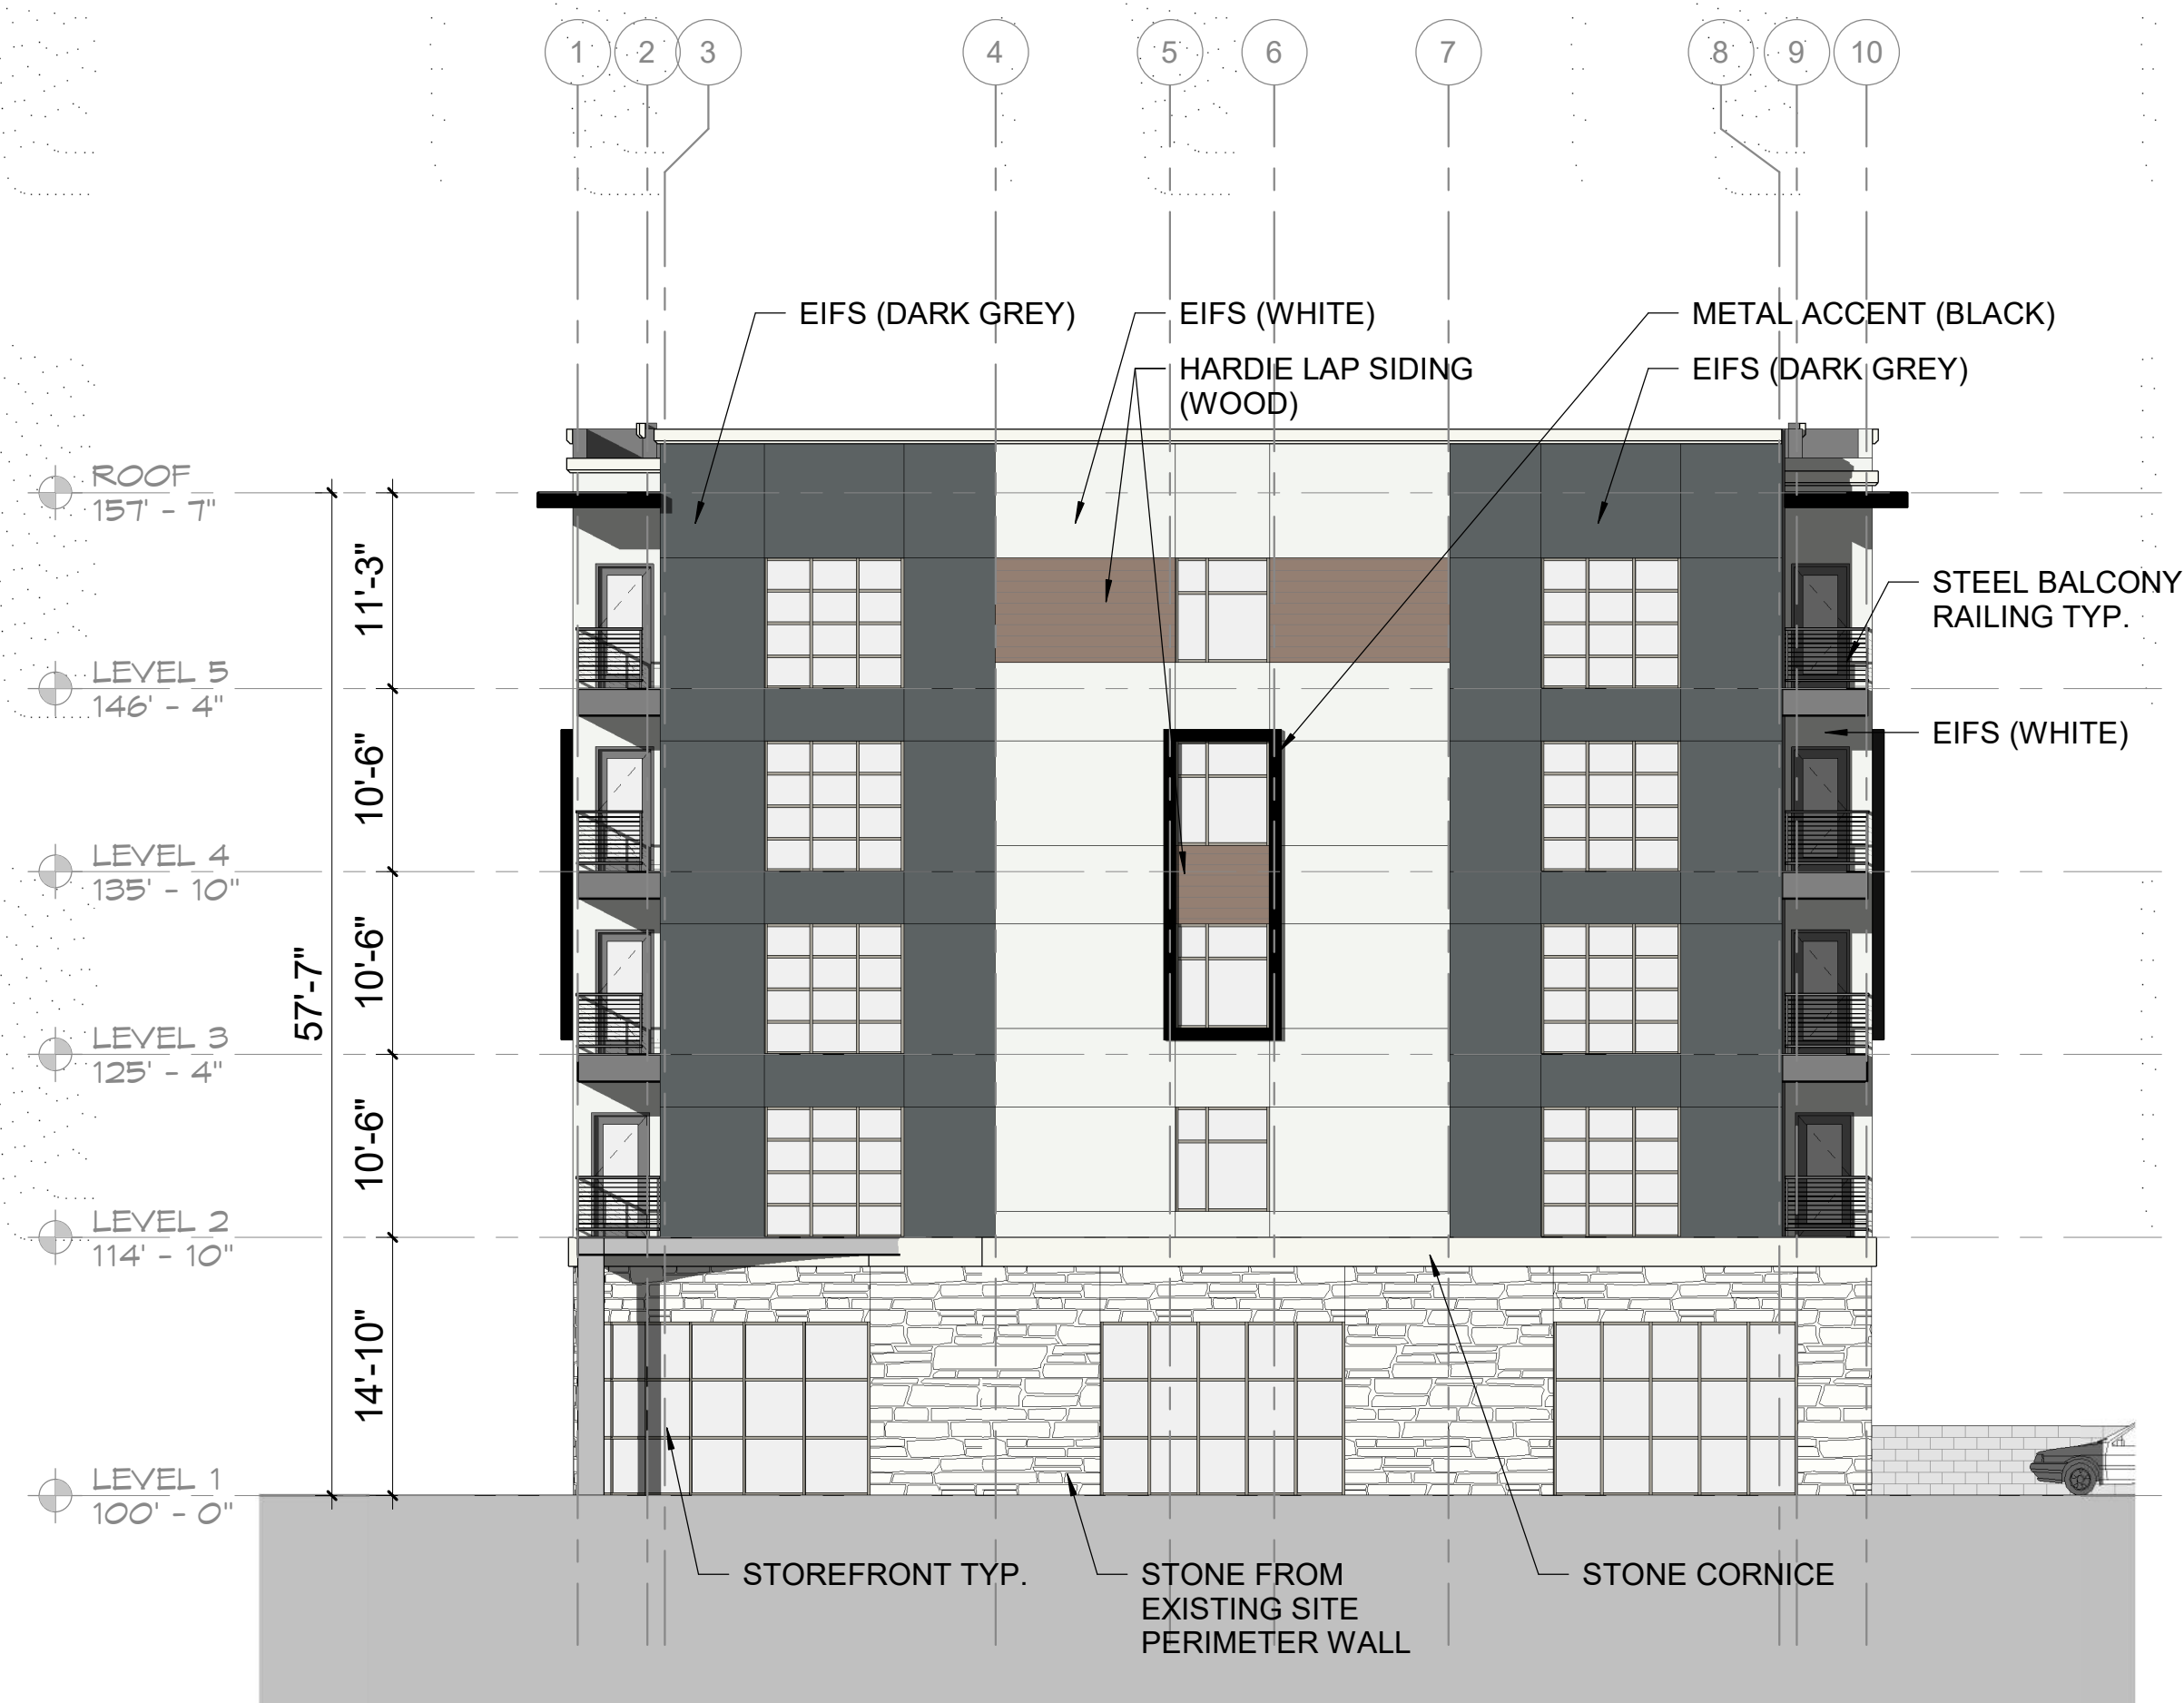 1 2 3 4 5 6 7 8 9 10
EIFS (DARK GREY)
EIFS (WHITE)
METAL ACCENT (BLACK)
HARDIE LAP SIDING
(WOOD)
EIFS (DARK GREY)
ROOF
157' - 7"
11'-3"
STEEL BALCONY
RAILING TYP.
LEVEL 5
146' - 4"
EIFS (WHITE)
10'-6"
LEVEL 4
135' - 10"
10'-6"
57'-7"
LEVEL 3
125' - 4"
10'-6"
LEVEL 2
114' - 10"
14'-10"
LEVEL 1
100' - 0"
STOREFRONT TYP.
STONE FROM
EXISTING SITE
PERIMETER WALL
STONE CORNICE